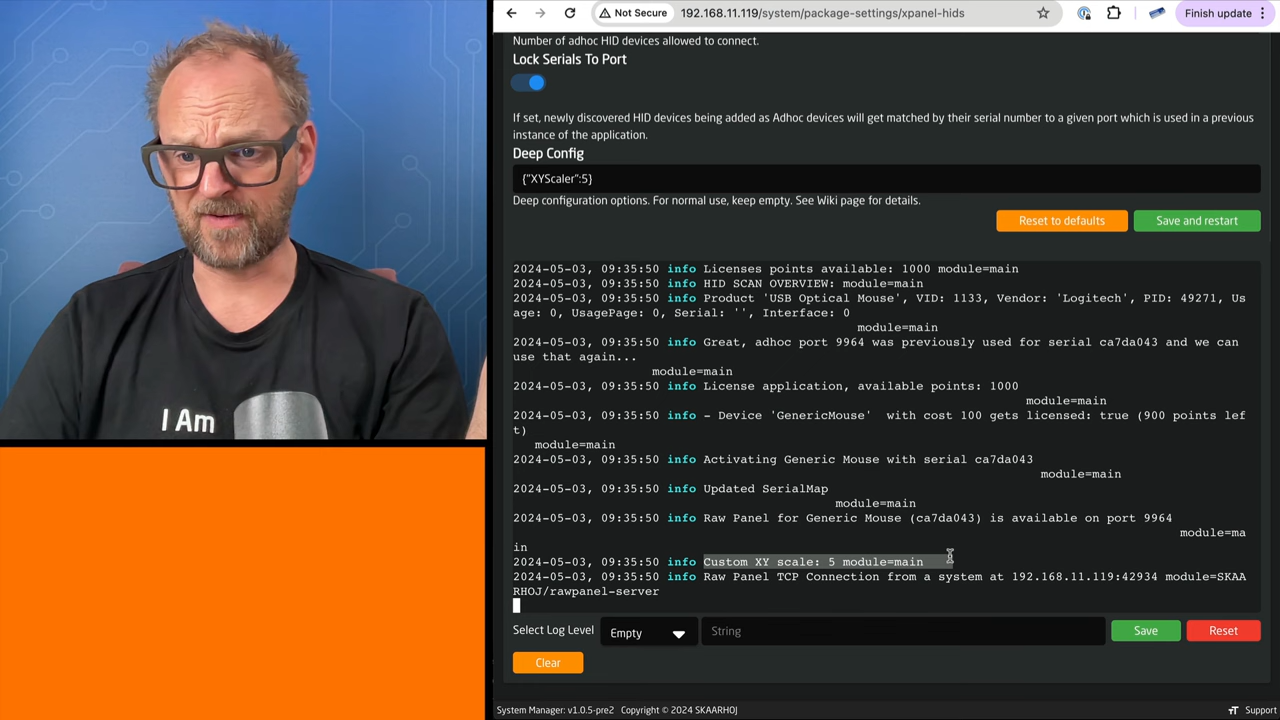 Not Secure 192.168.11.119/system/package-settings/xpanel-hids Finish update
Number of adhoc HID devices allowed to connect.
Lock Serials To Port
If set, newly discovered HID devices being added as Adhoc devices will get matched by their serial number to a given port which is used in a previous
instance of the application.
Deep Config
{"XYScaler":5}
Deep configuration options. For normal use, keep empty. See Wiki page for details.
Reset to defaults Save and restart
2024-05-03, 09:35:50 info Licenses points available: 1000 module=main
2024-05-03, 09:35:50 info HID SCAN OVERVIEW: module=main
2024-05-03, 09:35:50 info Product 'USB Optical Mouse', VID: 1133, Vendor: 'Logitech', PID: 49271, Us
age: 0, UsagePage: 0, Serial: '', Interface: 0
module=main
2024-05-03, 09:35:50 info Great, adhoc port 9964 was previously used for serial ca7da043 and we can
use that again...
module=main
2024-05-03, 09:35:50 info License application, available points: 1000
module=main
2024-05-03, 09:35:50 info - Device 'GenericMouse' with cost 100 gets licensed: true (900 points lef
t)
module=main
2024-05-03, 09:35:50 info Activating Generic Mouse with serial ca7da043
module=main
2024-05-03, 09:35:50 info Updated SerialMap
module=main
2024-05-03, 09:35:50 info Raw Panel for Generic Mouse (ca7da043) is available on port 9964
module=ma
in
2024-05-03, 09:35:50 info Custom XY scale: 5 module=main
2024-05-03, 09:35:50 info Raw Panel TCP Connection from a system at 192.168.11.119:42934 module=SKAA
RHOJ/rawpanel-server
Select Log Level Empty String Save Reset
Clear
System Manager: v1.0.5-pre2 Copyright © 2024 SKAARHOJ Support
I Am